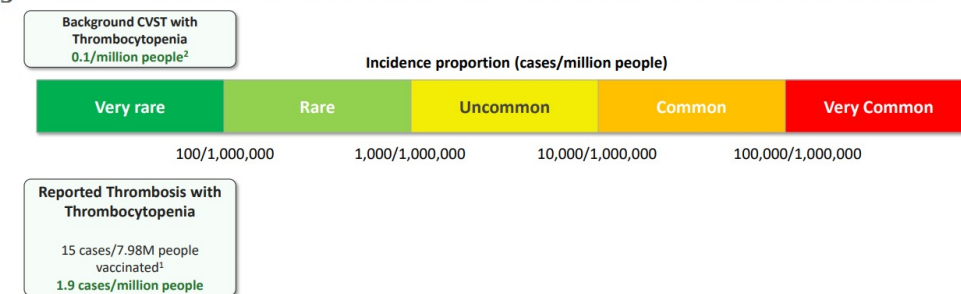 Background CVST with
Thrombocytopenia
0.1/million people²
Incidence proportion (cases/million people)
Very rare
Rare
Uncommon
Common
Very Common
100/1,000,000
1,000/1,000,000
10,000/1,000,000
100,000/1,000,000
Reported Thrombosis with
Thrombocytopenia
15 cases/7.98M people
vaccinated¹
1.9 cases/million people